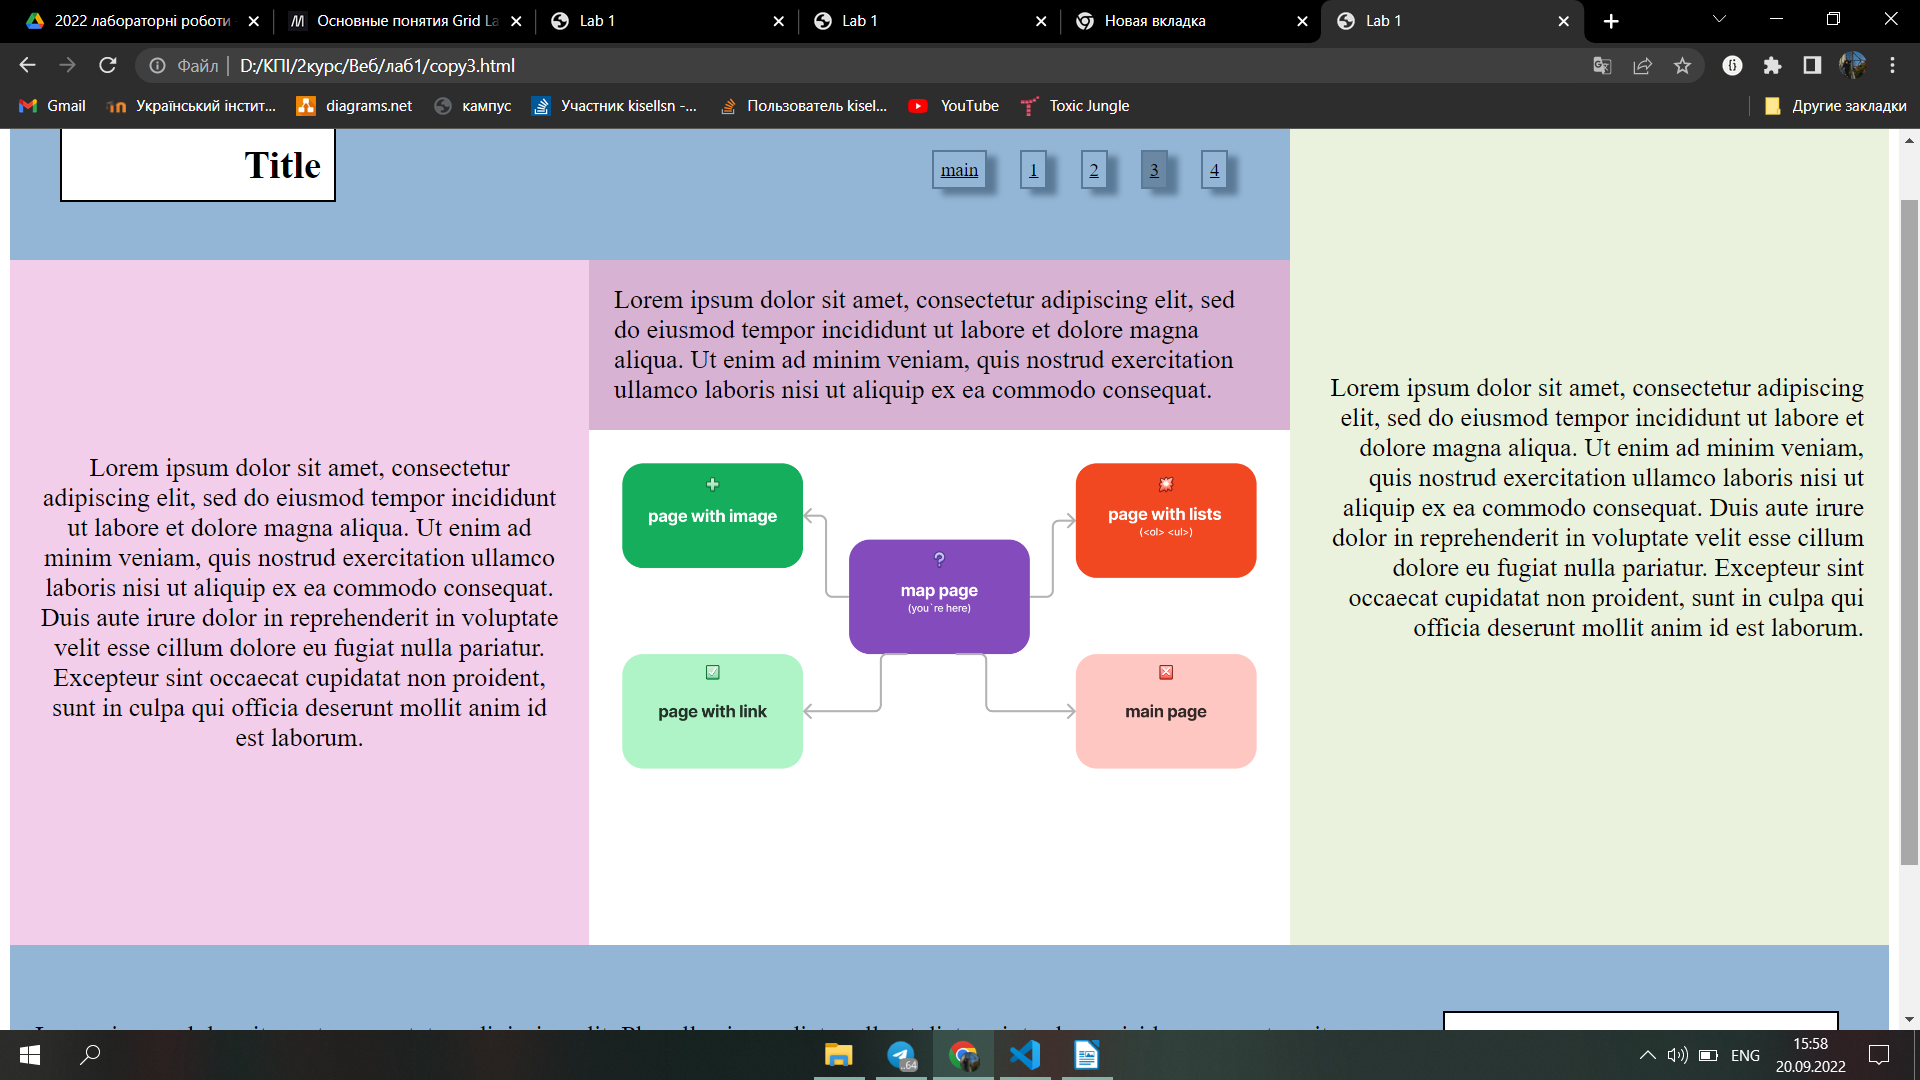 2022 лабораторні роботи
Основные понятия Grid La
Lab 1
Lab 1
Новая вкладка
Lab 1
Файл
D:/КПІ/2курс/Веб/лаб1/copy3.html
Gmail
Український інстит...
diagrams.net
кампус
Участник kisellsn -...
Пользователь kisel...
YouTube
Toxic Jungle
Другие закладки
Title
main
1
2
3
4
Lorem ipsum dolor sit amet, consectetur adipiscing elit, sed
do eiusmod tempor incididunt ut labore et dolore magna
aliqua. Ut enim ad minim veniam, quis nostrud exercitation
ullamco laboris nisi ut aliquip ex ea commodo consequat.
Lorem ipsum dolor sit amet, consectetur
adipiscing elit, sed do eiusmod tempor incididunt
ut labore et dolore magna aliqua. Ut enim ad
minim veniam, quis nostrud exercitation ullamco
laboris nisi ut aliquip ex ea commodo consequat.
Duis aute irure dolor in reprehenderit in voluptate
velit esse cillum dolore eu fugiat nulla pariatur.
Excepteur sint occaecat cupidatat non proident,
sunt in culpa qui officia deserunt mollit anim id
est laborum.
page with image
page with lists
(<ol> <ul>)
map page
(you`re here)
page with link
main page
Lorem ipsum dolor sit amet, consectetur adipiscing
elit, sed do eiusmod tempor incididunt ut labore et
dolore magna aliqua. Ut enim ad minim veniam,
quis nostrud exercitation ullamco laboris nisi ut
aliquip ex ea commodo consequat. Duis aute irure
dolor in reprehenderit in voluptate velit esse cillum
dolore eu fugiat nulla pariatur. Excepteur sint
occaecat cupidatat non proident, sunt in culpa qui
officia deserunt mollit anim id est laborum.
64
ENG
15:58
20.09.2022